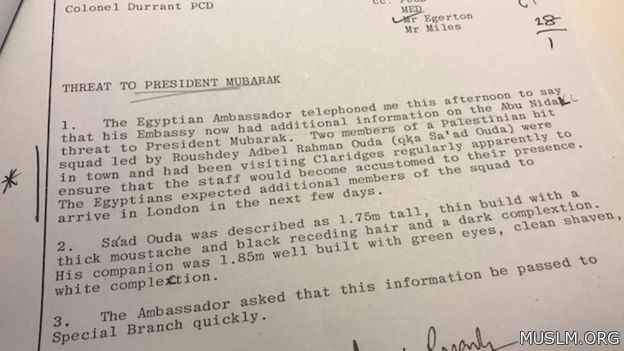 Colonel Durrant PCD
cc: PUSD
MED
Mr Egerton
Mr Miles
18
1
THREAT TO PRESIDENT MUBARAK
1. The Egyptian Ambassador telephoned me this afternoon to say
that his Embassy now had additional information on the Abu Nidal
threat to President Mubarak. Two members of a Palestinian hit
squad led by Roushdey Adbel Rahman Ouda (oka Sa'ad Ouda) were
in town and had been visiting Claridges regularly apparently to
ensure that the staff would become accustomed to their presence.
The Egyptians expected additional members of the squad to
arrive in London in the next few days.
2. Sa'ad Ouda was described as 1.75m tall, thin build with a
thick moustache and black receding hair and a dark complextion.
His companion was 1.85m well built with green eyes, clean shaven,
white complexction.
3. The Ambassador asked that this information be passed to
Special Branch quickly.
MUSLM.ORG